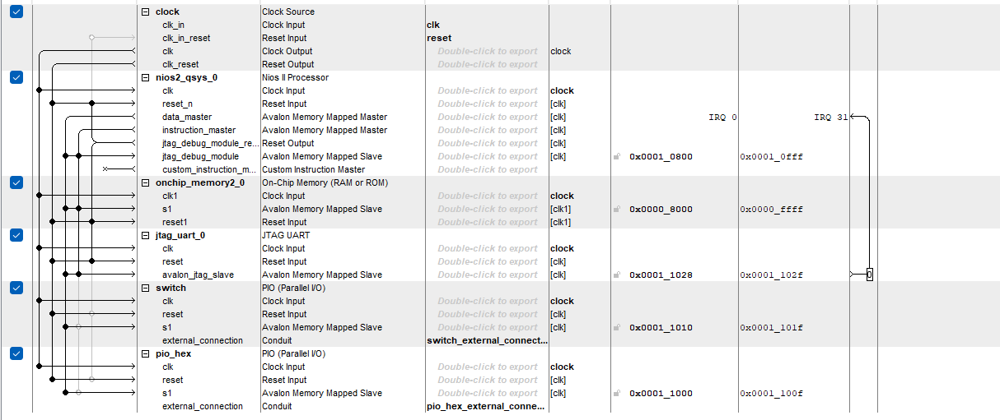 clock Clock Source
clk_in Clock Input clk
clk_in_reset Reset Input reset
clk Clock Output Double-click to export clock
clk_reset Reset Output Double-click to export
nios2_qsys_0 Nios II Processor
clk Clock Input Double-click to export clock
reset_n Reset Input Double-click to export [clk]
data_master Avalon Memory Mapped Master Double-click to export [clk] IRQ 0 IRQ 31
instruction_master Avalon Memory Mapped Master Double-click to export [clk]
jtag_debug_module_re... Reset Output Double-click to export [clk]
jtag_debug_module Avalon Memory Mapped Slave Double-click to export [clk] 0x0001_0800 0x0001_0fff
custom_instruction_m... Custom Instruction Master Double-click to export
onchip_memory2_0 On-Chip Memory (RAM or ROM)
clk1 Clock Input Double-click to export clock
s1 Avalon Memory Mapped Slave Double-click to export [clk1] 0x0000_8000 0x0000_ffff
reset1 Reset Input Double-click to export [clk1]
jtag_uart_0 JTAG UART
clk Clock Input Double-click to export clock
reset Reset Input Double-click to export [clk]
avalon_jtag_slave Avalon Memory Mapped Slave Double-click to export [clk] 0x0001_1028 0x0001_102f 0
switch PIO (Parallel I/O)
clk Clock Input Double-click to export clock
reset Reset Input Double-click to export [clk]
s1 Avalon Memory Mapped Slave Double-click to export [clk] 0x0001_1010 0x0001_101f
external_connection Conduit switch_external_connect...
pio_hex PIO (Parallel I/O)
clk Clock Input Double-click to export clock
reset Reset Input Double-click to export [clk]
s1 Avalon Memory Mapped Slave Double-click to export [clk] 0x0001_1000 0x0001_100f
external_connection Conduit pio_hex_external_conne...